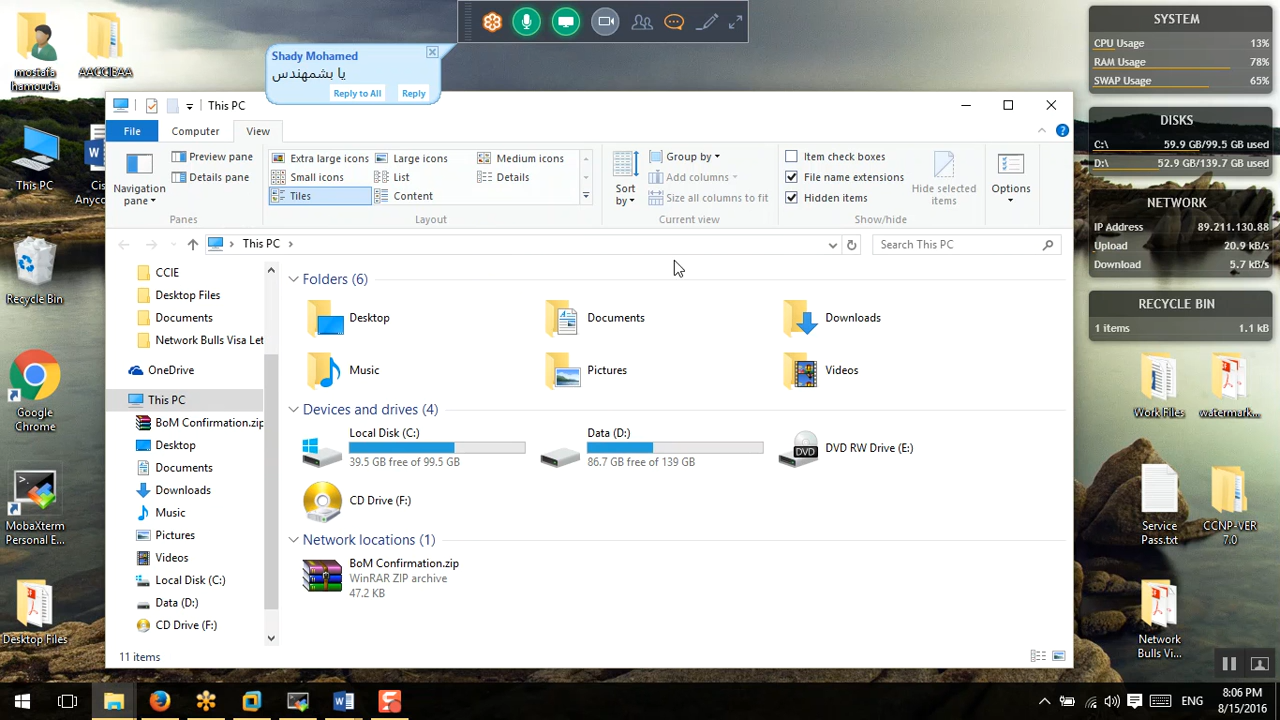 mostafa
hamouda
AACCIEAA
This PC
Cis
Anycc
Recycle Bin
Google
Chrome
MobaXterm
Personal E...
Desktop Files
Shady Mohamed
يا بشمهندس
Reply to All
Reply
This PC
File
Computer
View
Navigation
pane
Preview pane
Details pane
Panes
Extra large icons
Large icons
Medium icons
Small icons
List
Details
Tiles
Content
Layout
Sort
by
Group by
Add columns
Size all columns to fit
Current view
Item check boxes
File name extensions
Hidden items
Hide selected
items
Show/hide
Options
This PC
Search This PC
CCIE
Desktop Files
Documents
Network Bulls Visa Let
OneDrive
This PC
BoM Confirmation.zip
Desktop
Documents
Downloads
Music
Pictures
Videos
Local Disk (C:)
Data (D:)
CD Drive (F:)
Folders (6)
Desktop
Documents
Downloads
Music
Pictures
Videos
Devices and drives (4)
Local Disk (C:)
39.5 GB free of 99.5 GB
Data (D:)
86.7 GB free of 139 GB
DVD
DVD RW Drive (E:)
CD Drive (F:)
Network locations (1)
BoM Confirmation.zip
WinRAR ZIP archive
47.2 KB
11 items
SYSTEM
CPU Usage 13%
RAM Usage 78%
SWAP Usage 65%
DISKS
C:\ 59.9 GB/99.5 GB used
D:\ 52.9 GB/139.7 GB used
NETWORK
IP Address 89.211.130.88
Upload 20.9 kB/s
Download 5.7 kB/s
RECYCLE BIN
1 items 1.1 kB
Work Files
watermark...
Service
Pass.txt
CCNP-VER
7.0
Network
Bulls Vi...
ENG
8:06 PM
8/15/2016